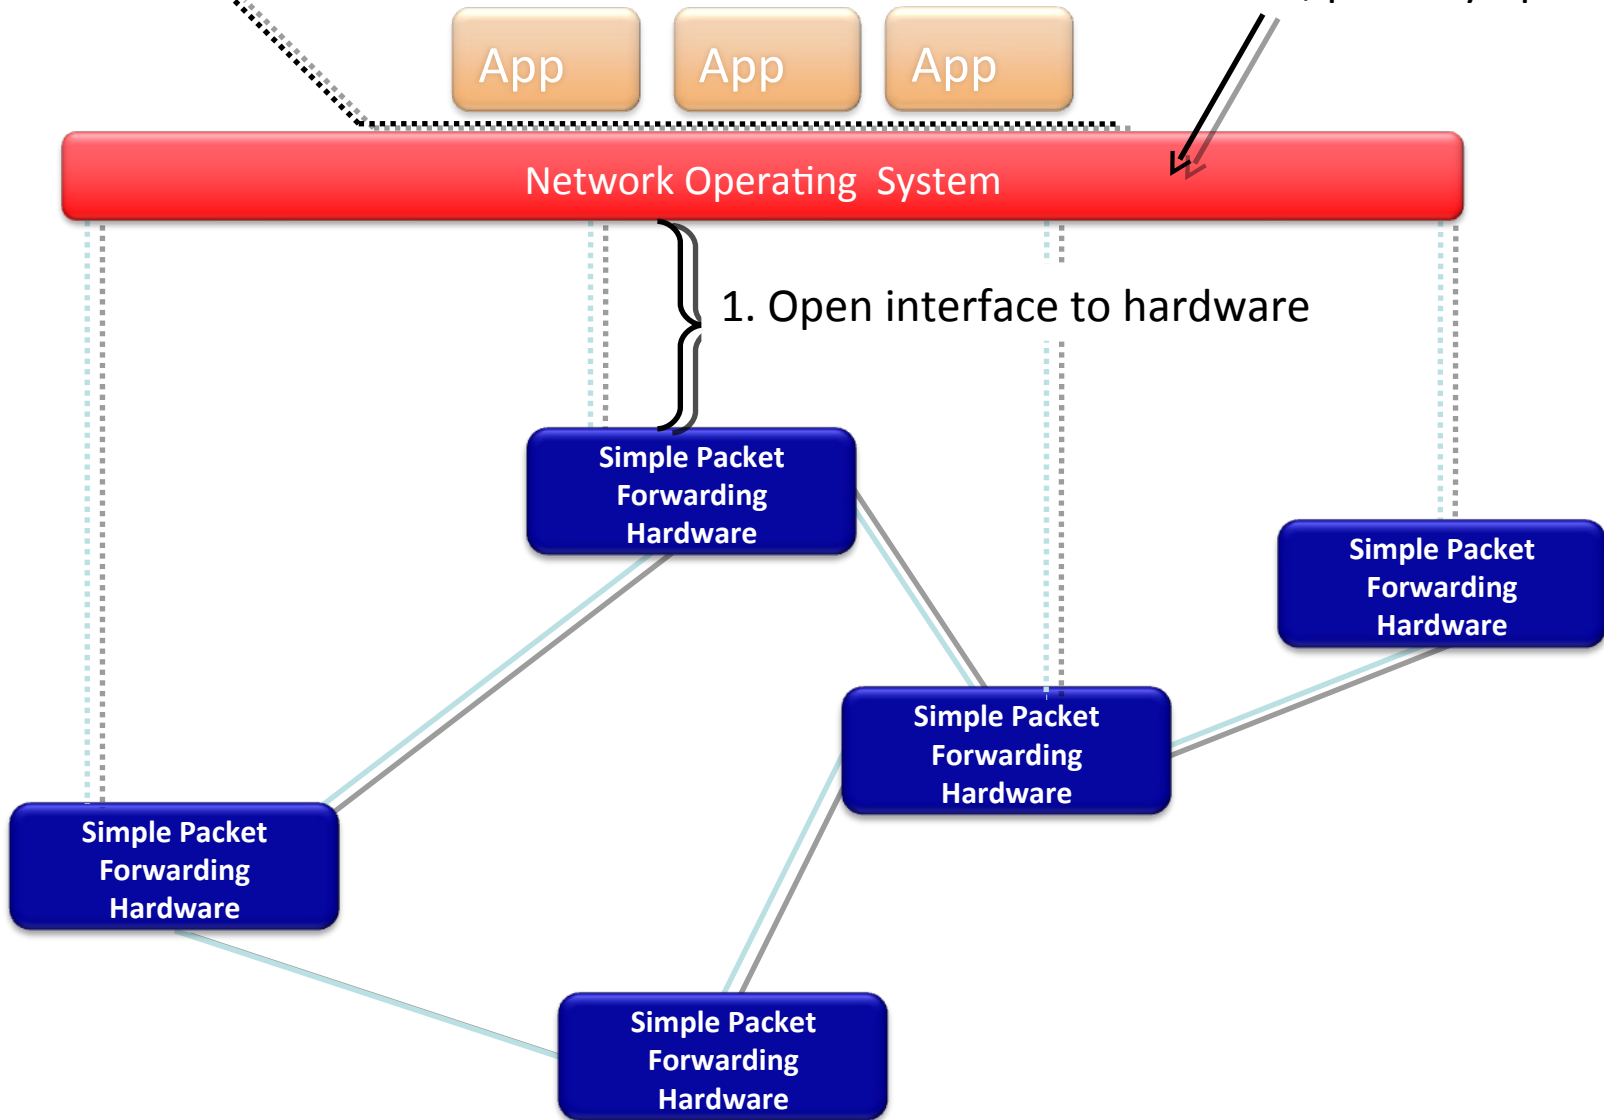 App
App
App
Network Operating System
1. Open interface to hardware
Simple Packet
Forwarding
Hardware
Simple Packet
Forwarding
Hardware
Simple Packet
Forwarding
Hardware
Simple Packet
Forwarding
Hardware
Simple Packet
Forwarding
Hardware